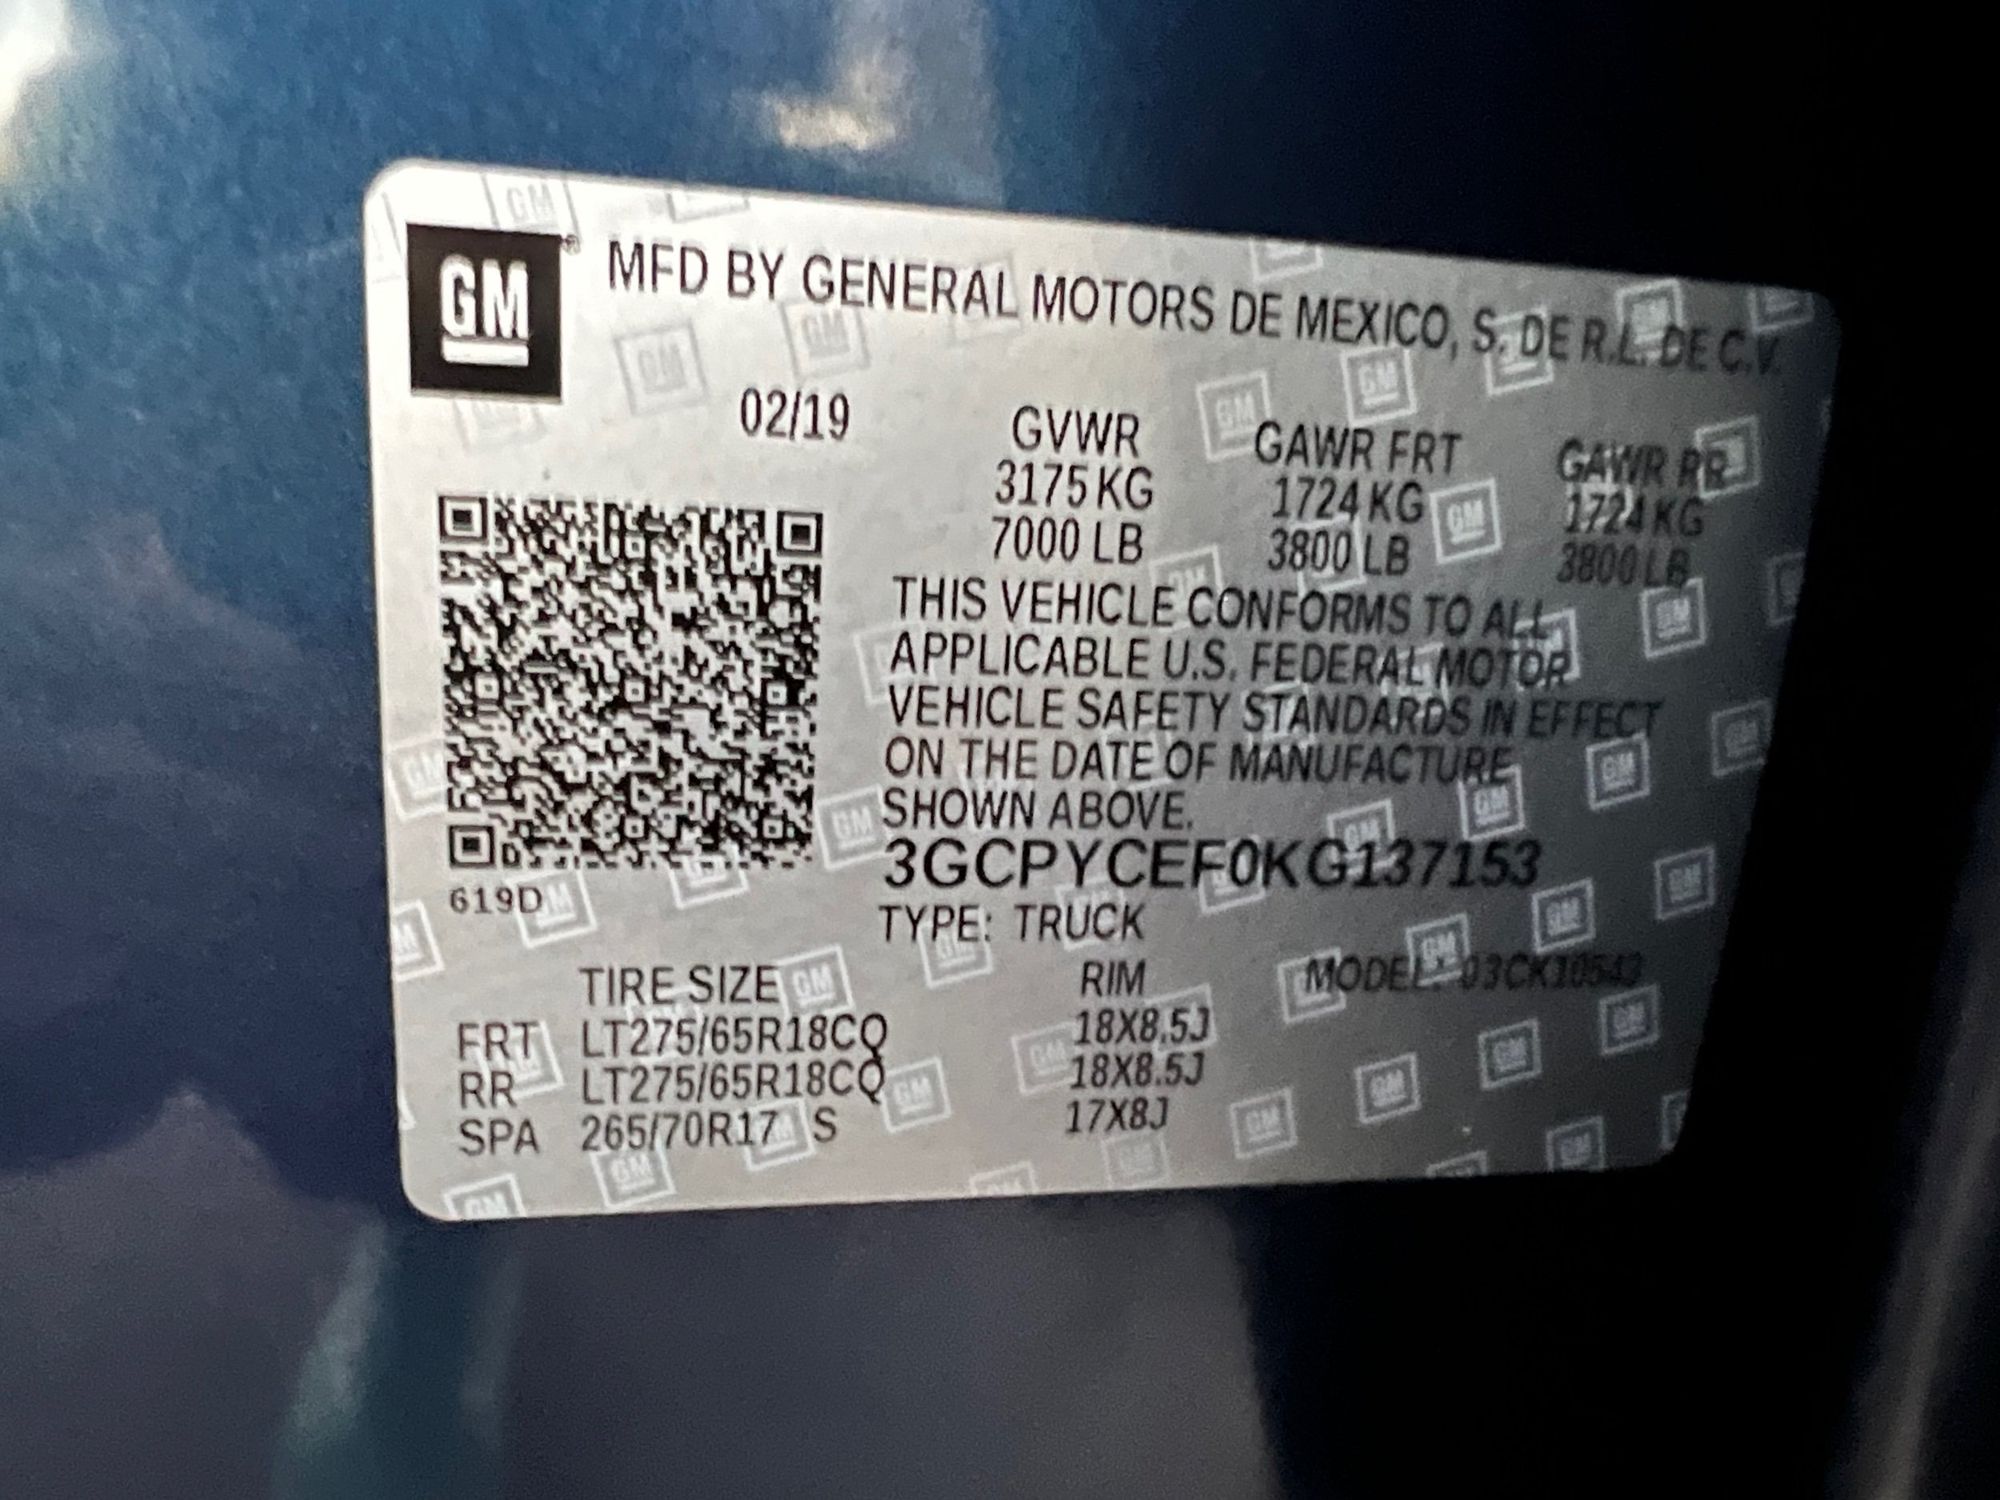 GM® MFD BY GENERAL MOTORS DE MEXICO, S. DE R.L. DE C.V.
02/19 GVWR GAWR FRT GAWR RR
3175 KG 1724 KG 1724 KG
7000 LB 3800 LB 3800 LB
THIS VEHICLE CONFORMS TO ALL
APPLICABLE U.S. FEDERAL MOTOR
VEHICLE SAFETY STANDARDS IN EFFECT
ON THE DATE OF MANUFACTURE
SHOWN ABOVE.
3GCPYCEF0KG137153
619D
TYPE: TRUCK
TIRE SIZE RIM MODEL: 03CK10543
FRT LT275/65R18CQ 18X8.5J
RR LT275/65R18CQ 18X8.5J
SPA 265/70R17 S 17X8J